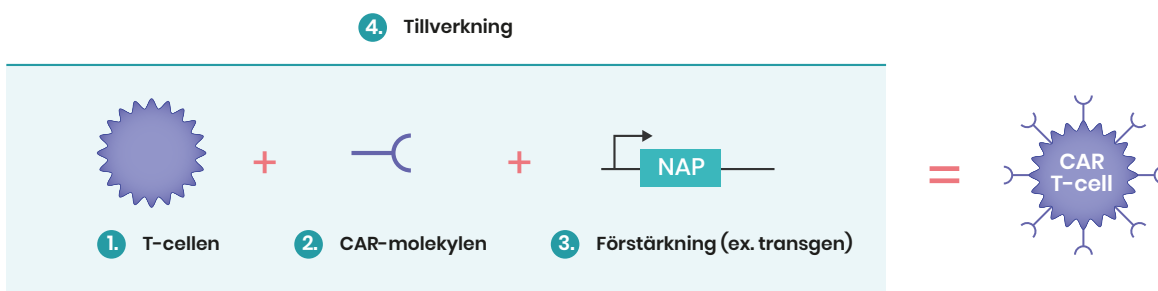 4. Tillverkning
+ + NAP = CAR
T-cell
1. T-cellen 2. CAR-molekylen 3. Förstärkning (ex. transgen)